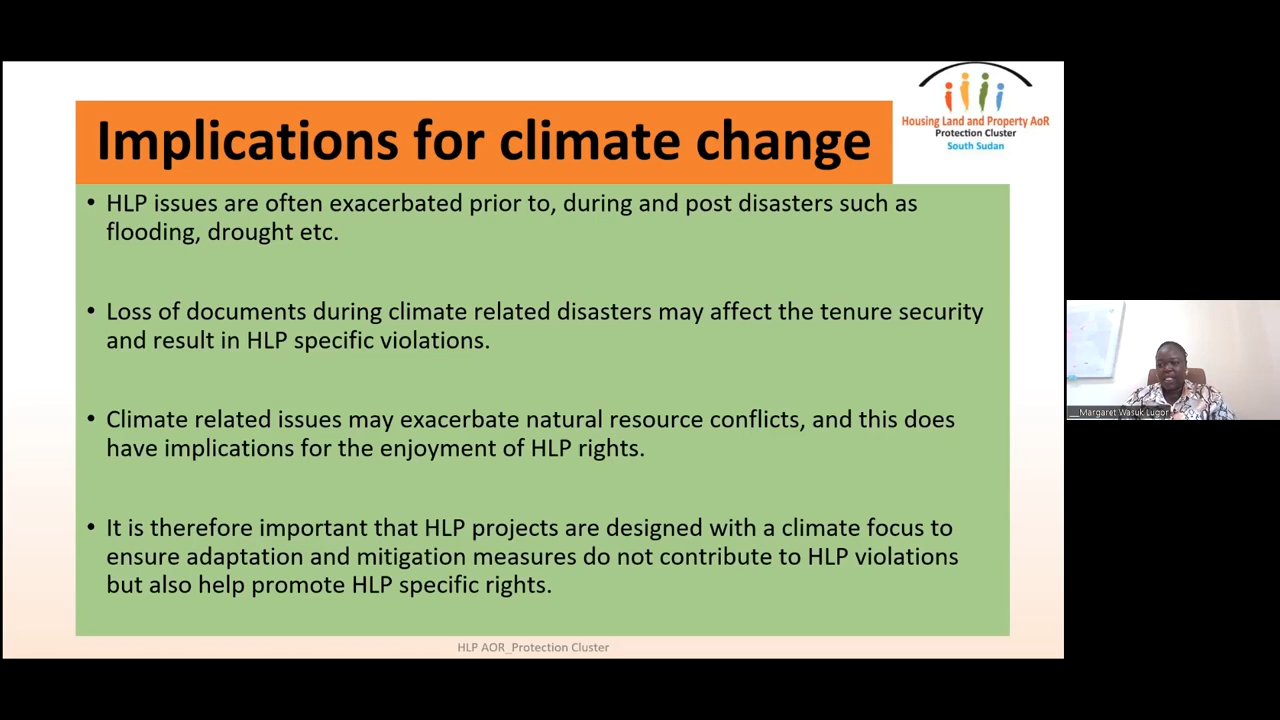 Implications for climate change
Housing Land and Property AoR
Protection Cluster
South Sudan
• HLP issues are often exacerbated prior to, during and post disasters such as
flooding, drought etc.
• Loss of documents during climate related disasters may affect the tenure security
and result in HLP specific violations.
• Climate related issues may exacerbate natural resource conflicts, and this does
have implications for the enjoyment of HLP rights.
• It is therefore important that HLP projects are designed with a climate focus to
ensure adaptation and mitigation measures do not contribute to HLP violations
but also help promote HLP specific rights.
HLP AOR_Protection Cluster
__Margaret Wasuk Lugor